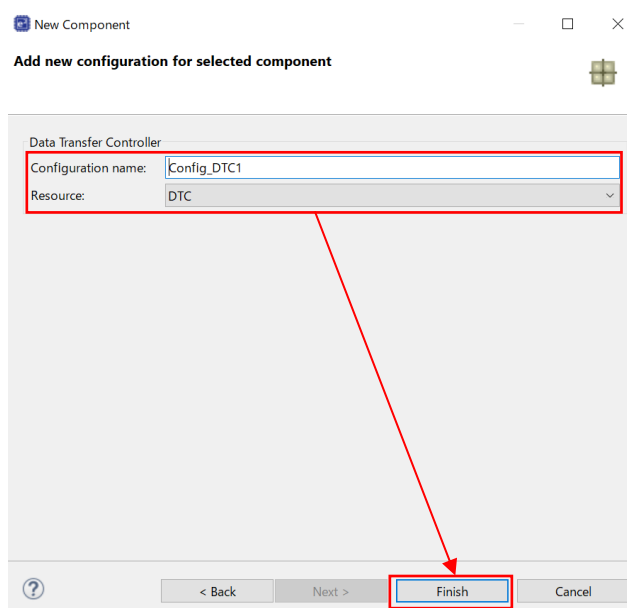 New Component
Add new configuration for selected component
Data Transfer Controller
Configuration name: Config_DTC1
Resource: DTC
? < Back Next > Finish Cancel